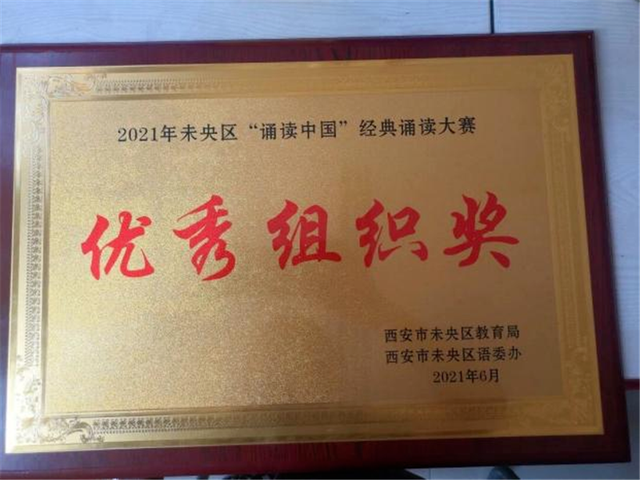 2021年未央区“诵读中国”经典诵读大赛
优秀组织奖
西安市未央区教育局
西安市未央区语委办
2021年6月